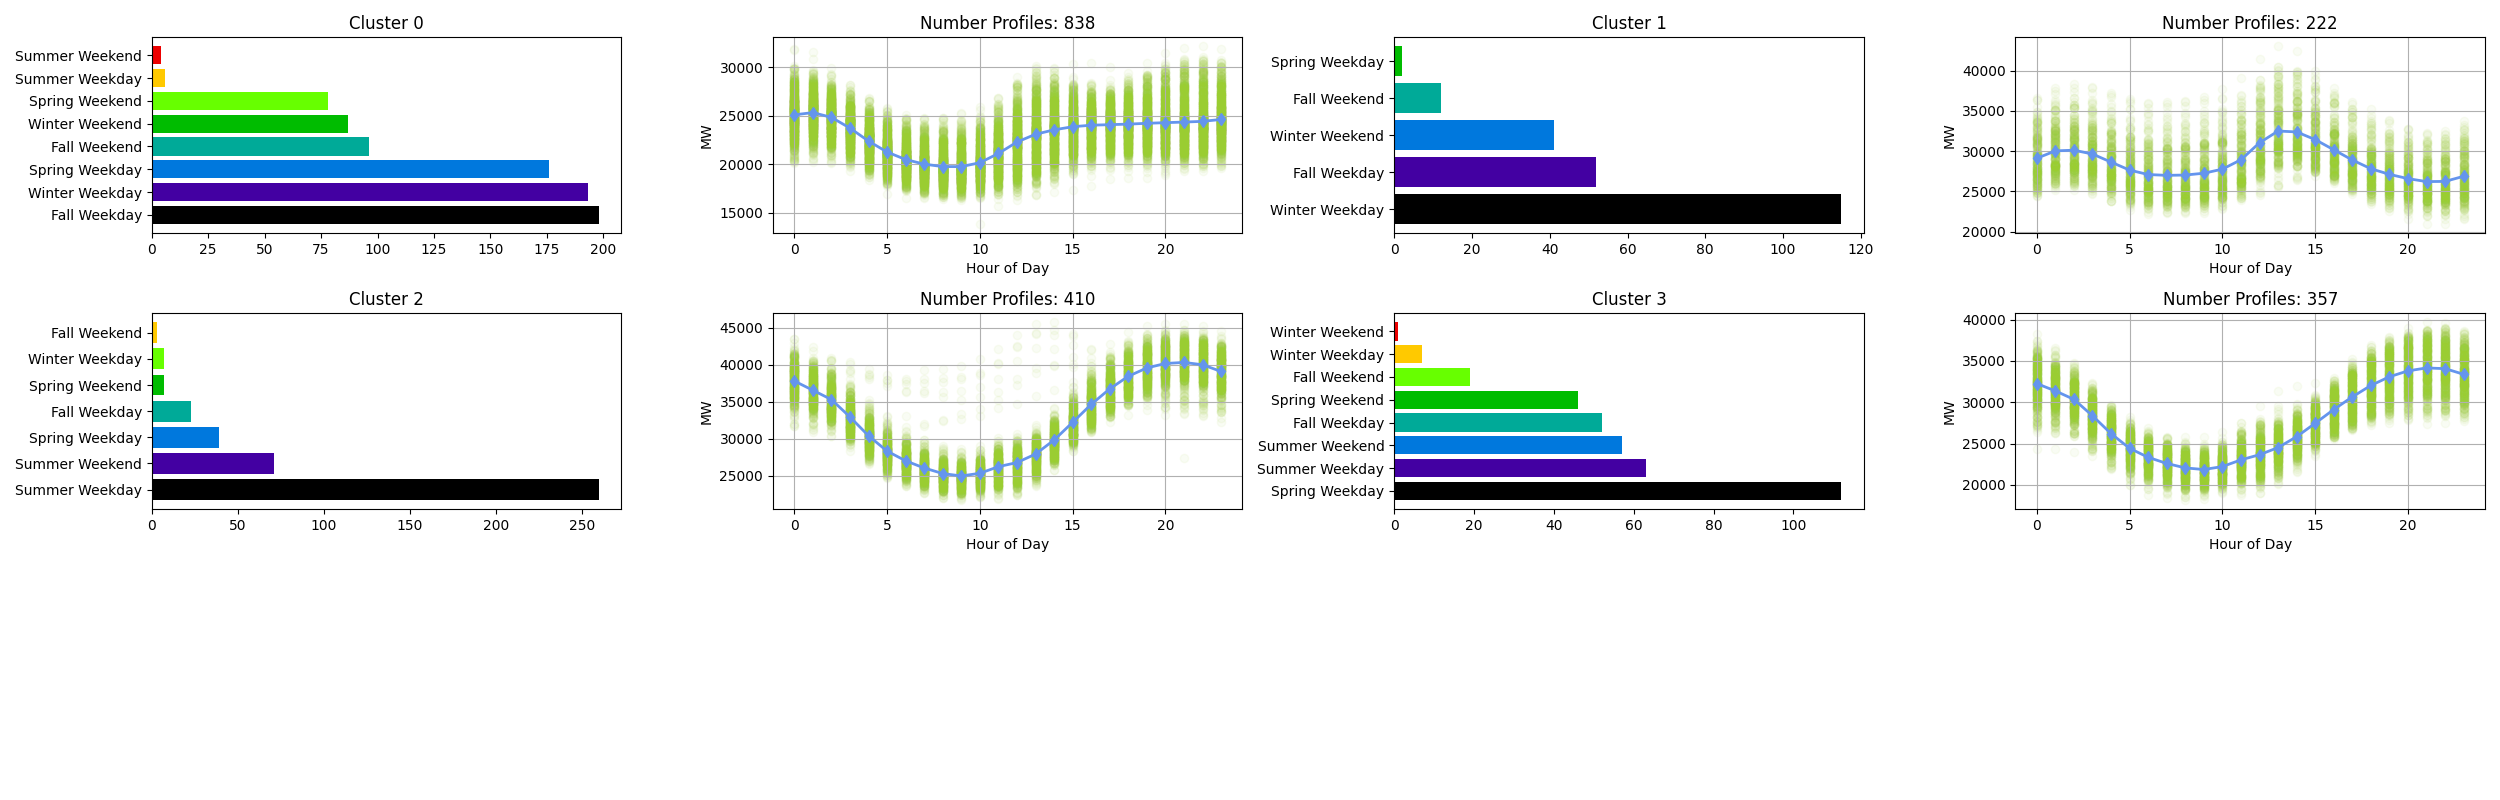 Cluster 0
Summer Weekend
Summer Weekday
Spring Weekend
Winter Weekend
Fall Weekend
Spring Weekday
Winter Weekday
Fall Weekday
0 25 50 75 100 125 150 175 200
Number Profiles: 838
MW
30000
25000
20000
15000
0 5 10 15 20
Hour of Day
Cluster 1
Spring Weekday
Fall Weekend
Winter Weekend
Fall Weekday
Winter Weekday
0 20 40 60 80 100 120
Number Profiles: 222
MW
40000
35000
30000
25000
20000
0 5 10 15 20
Hour of Day
Cluster 2
Fall Weekend
Winter Weekday
Spring Weekend
Fall Weekday
Spring Weekday
Summer Weekend
Summer Weekday
0 50 100 150 200 250
Number Profiles: 410
MW
45000
40000
35000
30000
25000
0 5 10 15 20
Hour of Day
Cluster 3
Winter Weekend
Winter Weekday
Fall Weekend
Spring Weekend
Fall Weekday
Summer Weekend
Summer Weekday
Spring Weekday
0 20 40 60 80 100
Number Profiles: 357
MW
40000
35000
30000
25000
20000
0 5 10 15 20
Hour of Day